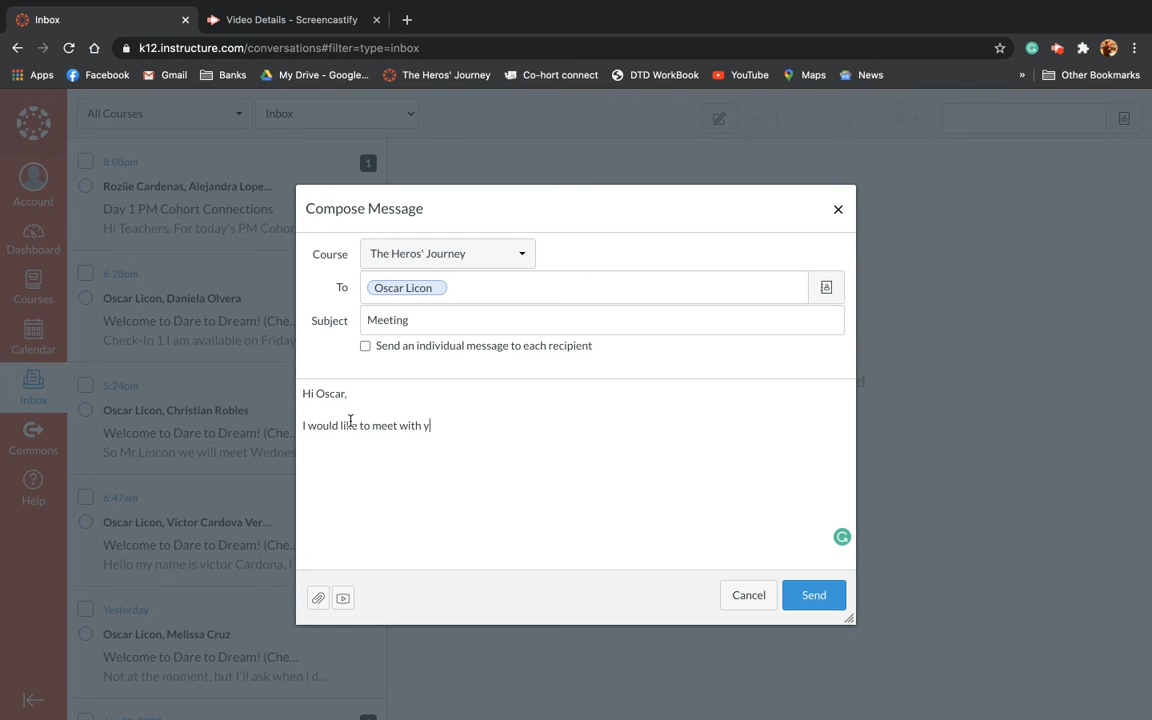 Inbox
Video Details - Screencastify
k12.instructure.com/conversations#filter=type=inbox
Apps Facebook Gmail Banks My Drive - Google... The Heros' Journey Co-hort connect DTD WorkBook YouTube Maps News » Other Bookmarks
All Courses Inbox
Account
Dashboard
Courses
Calendar
Inbox
Commons
Help
8:08pm 1
Roziie Cardenas, Alejandra Lope...
Day 1 PM Cohort Connections
Hi Teachers, For today's PM Cohor
6:28pm
Oscar Licon, Daniela Olvera
Welcome to Dare to Dream! (Che...
Check-In 1 I am available on Friday
5:24pm
Oscar Licon, Christian Robles
Welcome to Dare to Dream! (Che...
So Mr.Lincon we will meet Wednes
6:47am
Oscar Licon, Victor Cardova Ver...
Welcome to Dare to Dream! (Che...
Hello my name is victor Cardona, I
Yesterday
Oscar Licon, Melissa Cruz
Welcome to Dare to Dream! (Che...
Not at the moment, but I'll ask when i d...
Compose Message
Course The Heros' Journey
To Oscar Licon
Subject Meeting
Send an individual message to each recipient
Hi Oscar,
I would like to meet with y
Cancel Send